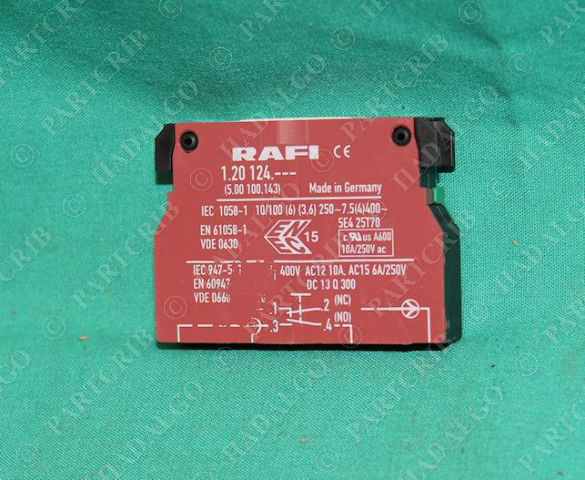 RAFI CE
1.20 124.---
(5.00 100.143) Made in Germany
IEC 1058-1 10/100 (6) (3.6) 250~7.5(4)400~
EN 61058-1 15 5E4 25T70
VDE 0630 c us A600
10A/250V ac
IEC 947-5 400V AC12 10A, AC15 6A/250V
EN 60947 DC 13 Q 300
VDE 066
.1 .2 (NC)
.3 .4 (NO)
© PARTCRIB
© HADALGO